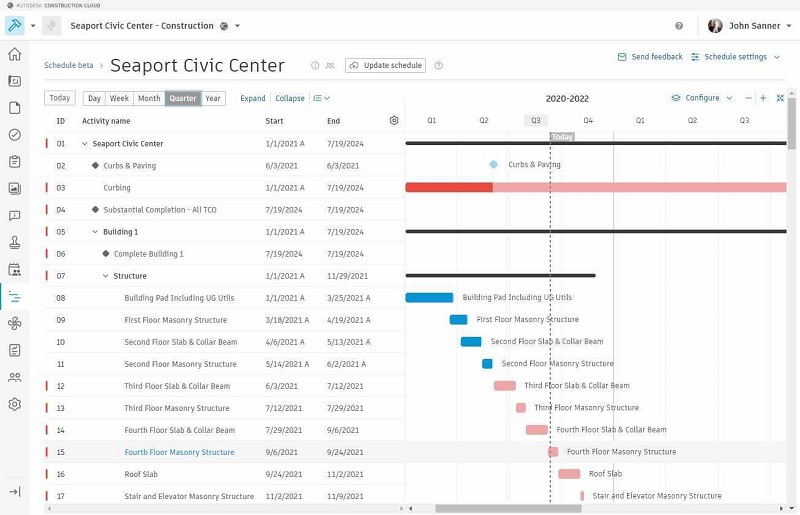 AUTODESK CONSTRUCTION CLOUD
Seaport Civic Center - Construction
John Sanner
Schedule beta > Seaport Civic Center
Update schedule
Send feedback
Schedule settings
Today
Day Week Month Quarter Year
Expand Collapse
2020-2022
Configure
ID Activity name Start End
Q1 Q2 Q3 Q4 Q1 Q2 Q3
Today
01 Seaport Civic Center 1/1/2021 A 7/19/2024
02 Curbs & Paving 6/3/2021 6/3/2021 Curbs & Paving
03 Curbing 1/1/2021 A 7/19/2024
04 Substantial Completion - All TCO 7/19/2024 7/19/2024
05 Building 1 1/1/2021 A 7/19/2024
06 Complete Building 1 7/19/2024 7/19/2024
07 Structure 1/1/2021 A 11/29/2021
08 Building Pad Including UG Utils 1/1/2021 A 3/25/2021 A Building Pad Including UG Utils
09 First Floor Masonry Structure 3/18/2021 A 4/19/2021 A First Floor Masonry Structure
10 Second Floor Slab & Collar Beam 4/6/2021 A 5/13/2021 A Second Floor Slab & Collar Beam
11 Second Floor Masonry Structure 5/14/2021 A 6/2/2021 A Second Floor Masonry Structure
12 Third Floor Slab & Collar Beam 6/3/2021 7/12/2021 Third Floor Slab & Collar Beam
13 Third Floor Masonry Structure 7/12/2021 7/29/2021 Third Floor Masonry Structure
14 Fourth Floor Slab & Collar Beam 7/29/2021 9/6/2021 Fourth Floor Slab & Collar Beam
15 Fourth Floor Masonry Structure 9/6/2021 9/24/2021 Fourth Floor Masonry Structure
16 Roof Slab 9/24/2021 11/2/2021 Roof Slab
17 Stair and Elevator Masonry Structure 11/2/2021 11/9/2021 Stair and Elevator Masonry Structure